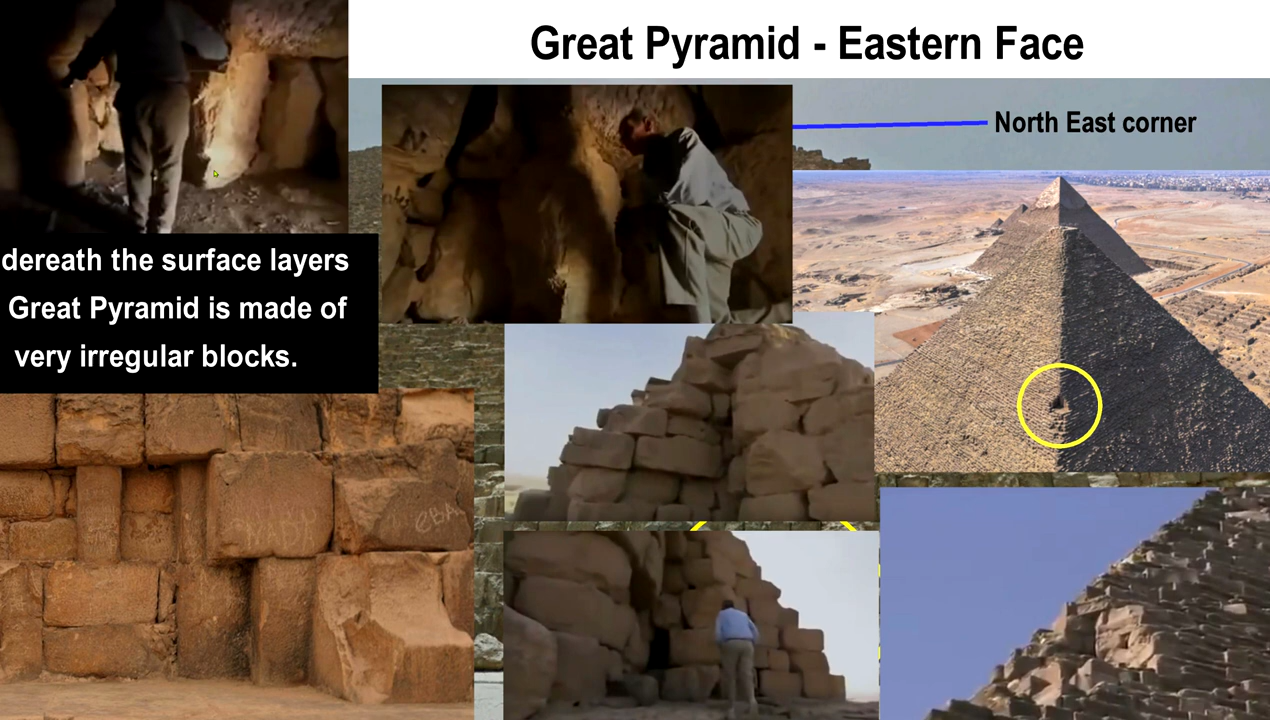 Great Pyramid - Eastern Face
North East corner
dereath the surface layers
Great Pyramid is made of
very irregular blocks.